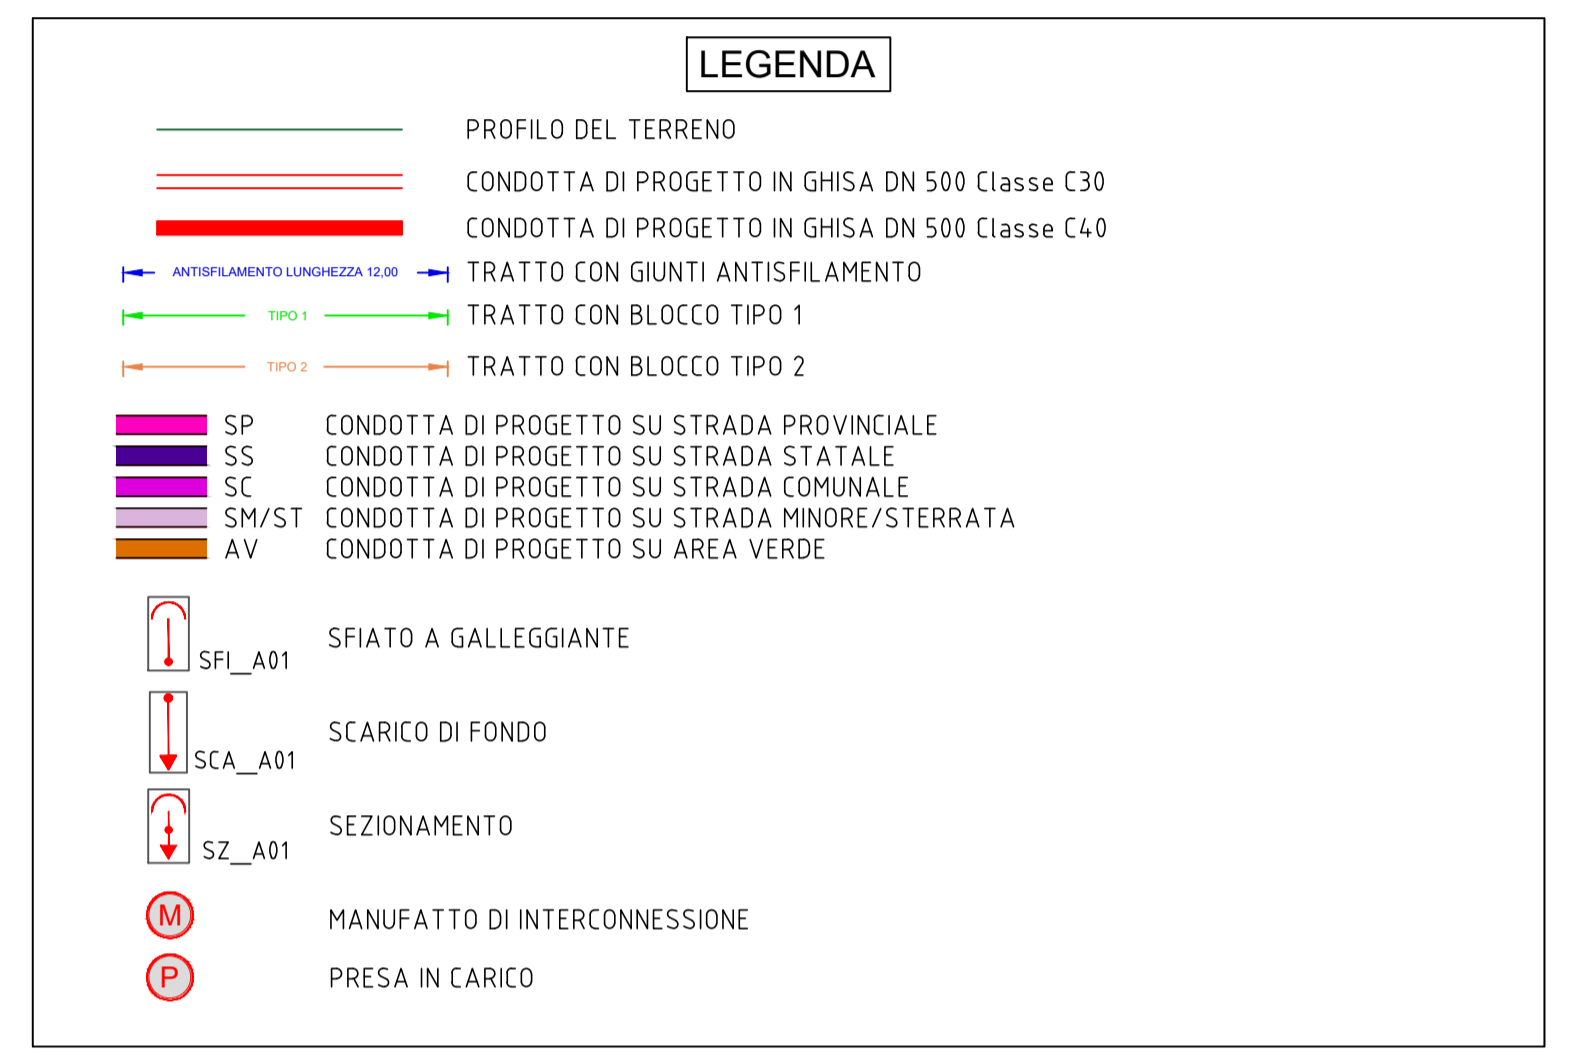 LEGENDA
PROFILO DEL TERRENO
CONDOTTA DI PROGETTO IN GHISA DN 500 Classe C30
CONDOTTA DI PROGETTO IN GHISA DN 500 Classe C40
ANTISFILAMENTO LUNGHEZZA 12,00 TRATTO CON GIUNTI ANTISFILAMENTO
TIPO 1 TRATTO CON BLOCCO TIPO 1
TIPO 2 TRATTO CON BLOCCO TIPO 2
SP CONDOTTA DI PROGETTO SU STRADA PROVINCIALE
SS CONDOTTA DI PROGETTO SU STRADA STATALE
SC CONDOTTA DI PROGETTO SU STRADA COMUNALE
SM/ST CONDOTTA DI PROGETTO SU STRADA MINORE/STERRATA
AV CONDOTTA DI PROGETTO SU AREA VERDE
SFI_A01 SFIATO A GALLEGGIANTE
SCA_A01 SCARICO DI FONDO
SZ_A01 SEZIONAMENTO
M MANUFATTO DI INTERCONNESSIONE
P PRESA IN CARICO